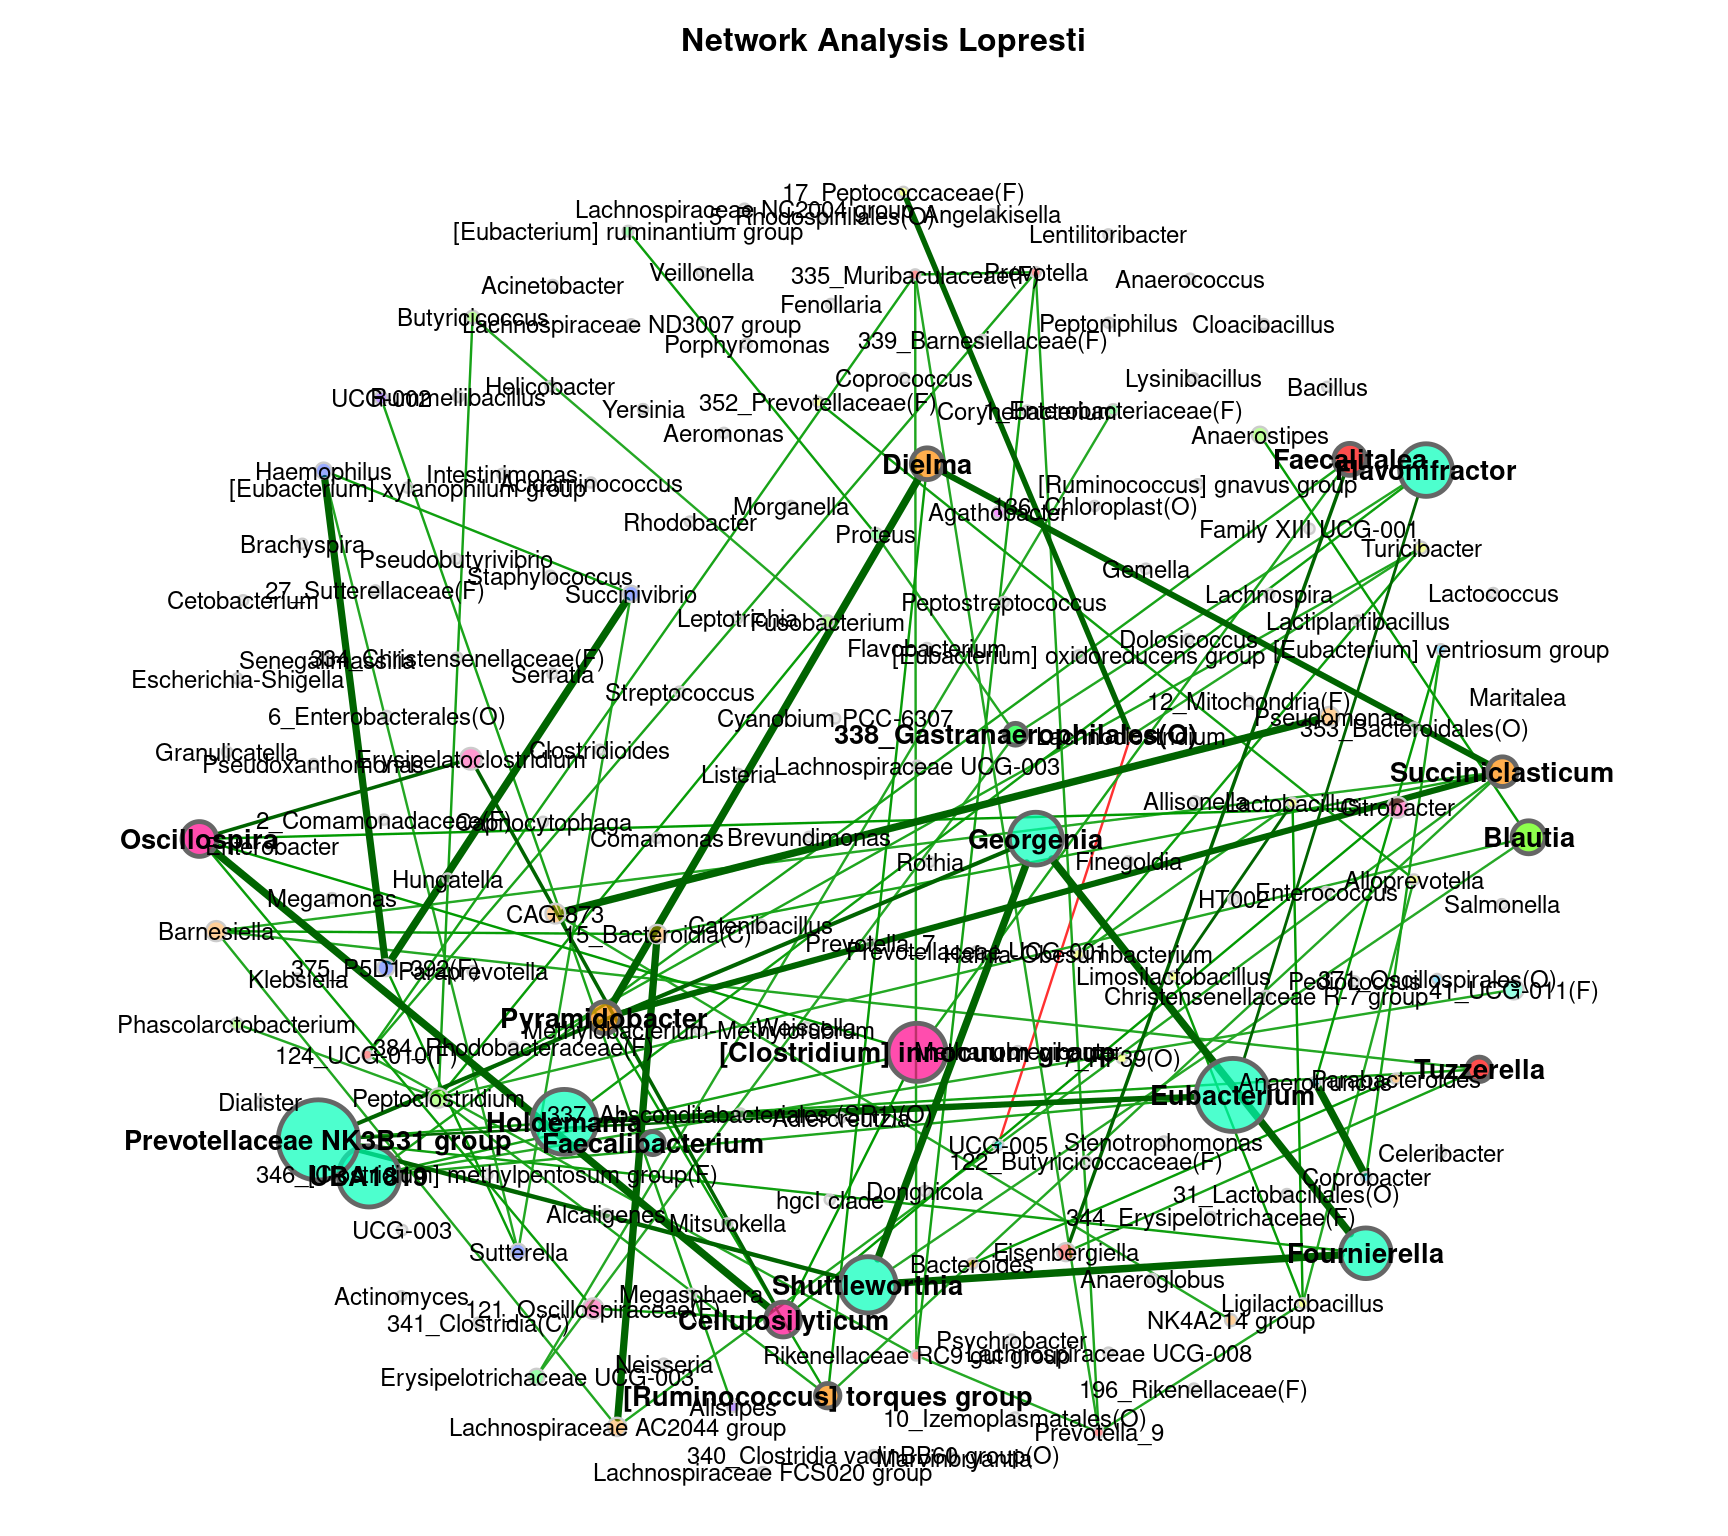 Network Analysis Lopresti
17_Peptococcaceae(F)
Lachnospiraceae NC2004 group
5_Rhodospirillales(O)
Angelakisella
[Eubacterium] ruminantium group
Lentilitoribacter
Veillonella
335_Muribaculaceae(F)
Prevotella
Anaerococcus
Acinetobacter
Fenollaria
Butyricicoccus
Lachnospiraceae ND3007 group
Peptoniphilus
Cloacibacillus
Porphyromonas
339_Barnesiellaceae(F)
Coprococcus
Lysinibacillus
Bacillus
Helicobacter
UCG-002
Rummeliibacillus
Yersinia
352_Prevotellaceae(F)
Corynebacterium
1_Enterobacteriaceae(F)
Aeromonas
Anaerostipes
Dielma
Faecalitalea
Flavonifractor
Haemophilus
Intestinimonas
[Eubacterium] xylanophilum group
[Ruminococcus] gnavus group
Morganella
Agathobacter
186_Chloroplast(O)
Rhodobacter
Proteus
Family XIII UCG-001
Brachyspira
Turicibacter
Pseudobutyrivibrio
Gemella
Staphylococcus
27_Sutterellaceae(F)
Succinivibrio
Lachnospira
Lactococcus
Cetobacterium
Peptostreptococcus
Leptotrichia
Fusobacterium
Lactiplantibacillus
Dolosicoccus
Flavobacterium
[Eubacterium] oxidoreducens group
[Eubacterium] ventriosum group
Senegalimassilia
334_Christensenellaceae(F)
Serratia
Escherichia-Shigella
Streptococcus
Maritalea
12_Mitochondria(F)
6_Enterobacterales(O)
Cyanobium PCC-6307
Pseudomonas
353_Bacteroidales(O)
338_Gastranaerophilales(O)
Lachnoclostridium
Granulicatella
Clostridioides
Pseudoxanthomonas
Erysipelatoclostridium
Listeria
Lachnospiraceae UCG-003
Succiniclasticum
Allisonella
Lactobacillus
Citrobacter
2_Comamonadaceae(F)
Capnocytophaga
Oscillospira
Enterobacter
Comamonas
Brevundimonas
Georgenia
Blautia
Rothia
Finegoldia
Hungatella
Alloprevotella
Enterococcus
HT002
Salmonella
Megamonas
CAG-873
Catenibacillus
Barnesiella
15_Bacteroidia(C)
Prevotella_7
Prevotellaceae UCG-001
Hafnia-Obesumbacterium
375_P5D1-392(F)
Paraprevotella
Klebsiella
Limosilactobacillus
Pediococcus
371_Oscillospirales(O)
Christensenellaceae R-7 group
41_UCG-011(F)
Pyramidobacter
Phascolarctobacterium
Methylobacterium-Methylorubrum
Weissella
384_Rhodobacteraceae(F)
124_UCG-010(F)
[Clostridium] innocuum group
Methanobrevibacter
Tuzzerella
Anaerotruncus
Parabacteroides
Eubacterium
Dialister
Peptoclostridium
337_Absconditabacteriales (SR1)(O)
Adlercreutzia
Holdemania
Prevotellaceae NK3B31 group
Faecalibacterium
UCG-005
Stenotrophomonas
Celeribacter
122_Butyricicoccaceae(F)
346_[Clostridium] methylpentosum group(F)
UBA1819
Coprobacter
Donghicola
hgcI clade
31_Lactobacillales(O)
Alcaligenes
Mitsuokella
344_Erysipelotrichaceae(F)
UCG-003
Sutterella
Eisenbergiella
Fournierella
Bacteroides
Anaeroglobus
Shuttleworthia
Actinomyces
Megasphaera
Ligilactobacillus
121_Oscillospiraceae(F)
341_Clostridia(C)
Cellulosilyticum
NK4A214 group
Psychrobacter
Rikenellaceae RC9 gut group
Lachnospiraceae UCG-008
Neisseria
Erysipelotrichaceae UCG-003
196_Rikenellaceae(F)
[Ruminococcus] torques group
Alistipes
10_Izemoplasmatales(O)
Lachnospiraceae AC2044 group
Prevotella_9
340_Clostridia vadinBB60 group(O)
Marvinbryantia
Lachnospiraceae FCS020 group